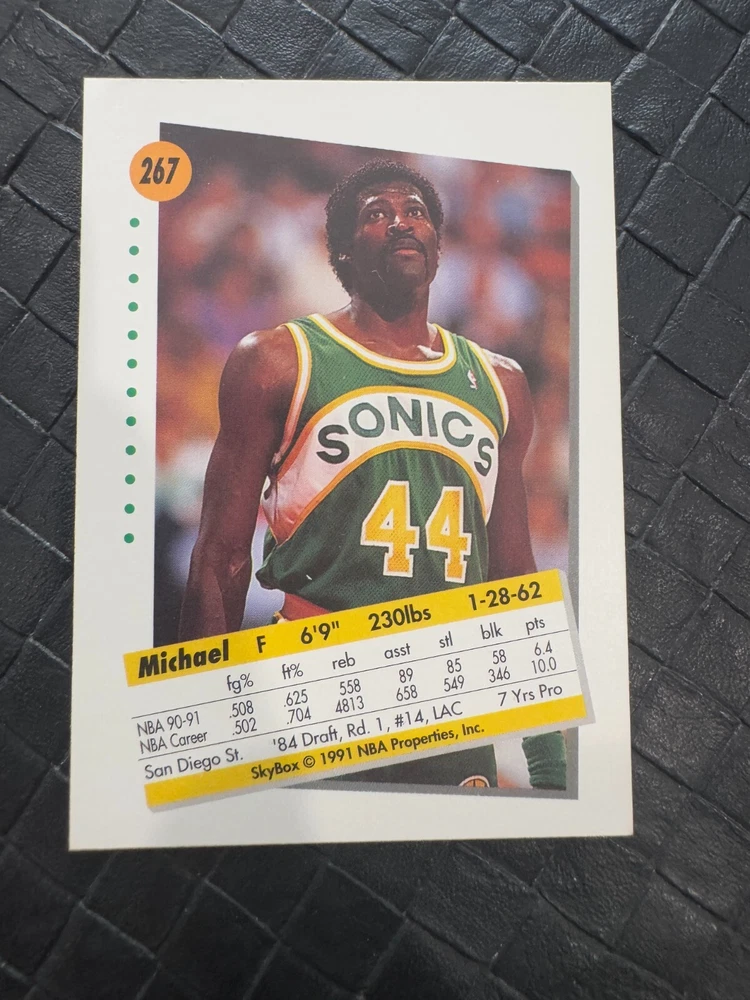 267
SONICS
44
Michael F 6'9" 230lbs 1-28-62
fg% ft% reb asst stl blk pts
NBA 90-91 .508 .625 558 89 85 58 6.4
NBA Career .502 .704 4813 658 549 346 10.0
San Diego St. '84 Draft, Rd. 1, #14, LAC 7 Yrs Pro
SkyBox © 1991 NBA Properties, Inc.